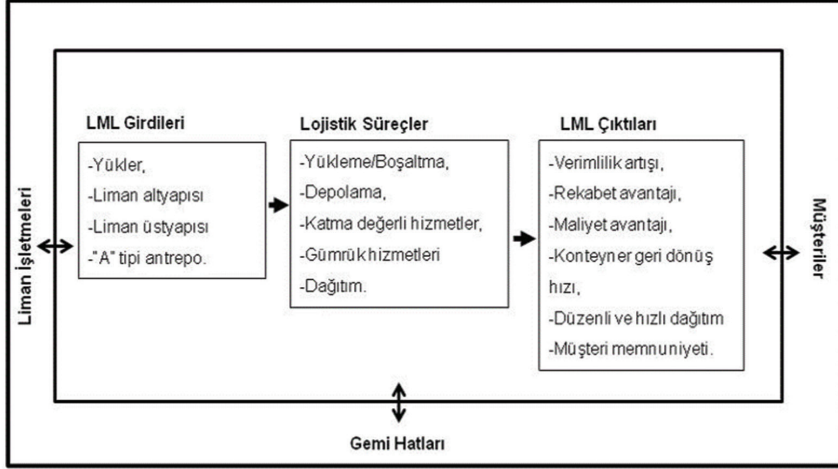 LML Girdileri
-Yükler,
-Liman altyapısı
-Liman üstyapısı
-"A" tipi antrepo.
Lojistik Süreçler
-Yükleme/Boşaltma,
-Depolama,
-Katma değerli hizmetler,
-Gümrük hizmetleri
-Dağıtım.
LML Çıktıları
-Verimlilik artışı,
-Rekabet avantajı,
-Maliyet avantajı,
-Konteyner geri dönüş
hızı,
-Düzenli ve hızlı dağıtım
-Müşteri memnuniyeti.
Liman İşletmeleri
Müşteriler
Gemi Hatları